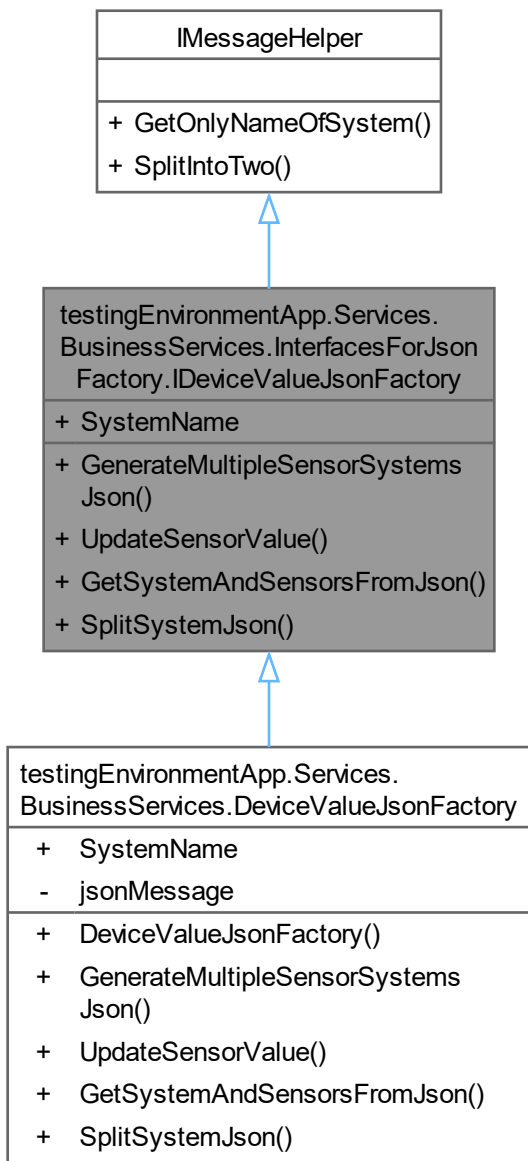 IMessageHelper
+ GetOnlyNameOfSystem()
+ SplitIntoTwo()
testingEnvironmentApp.Services.
BusinessServices.InterfacesForJson
Factory.IDeviceValueJsonFactory
+ SystemName
+ GenerateMultipleSensorSystems
Json()
+ UpdateSensorValue()
+ GetSystemAndSensorsFromJson()
+ SplitSystemJson()
testingEnvironmentApp.Services.
BusinessServices.DeviceValueJsonFactory
+ SystemName
- jsonMessage
+ DeviceValueJsonFactory()
+ GenerateMultipleSensorSystems
Json()
+ UpdateSensorValue()
+ GetSystemAndSensorsFromJson()
+ SplitSystemJson()